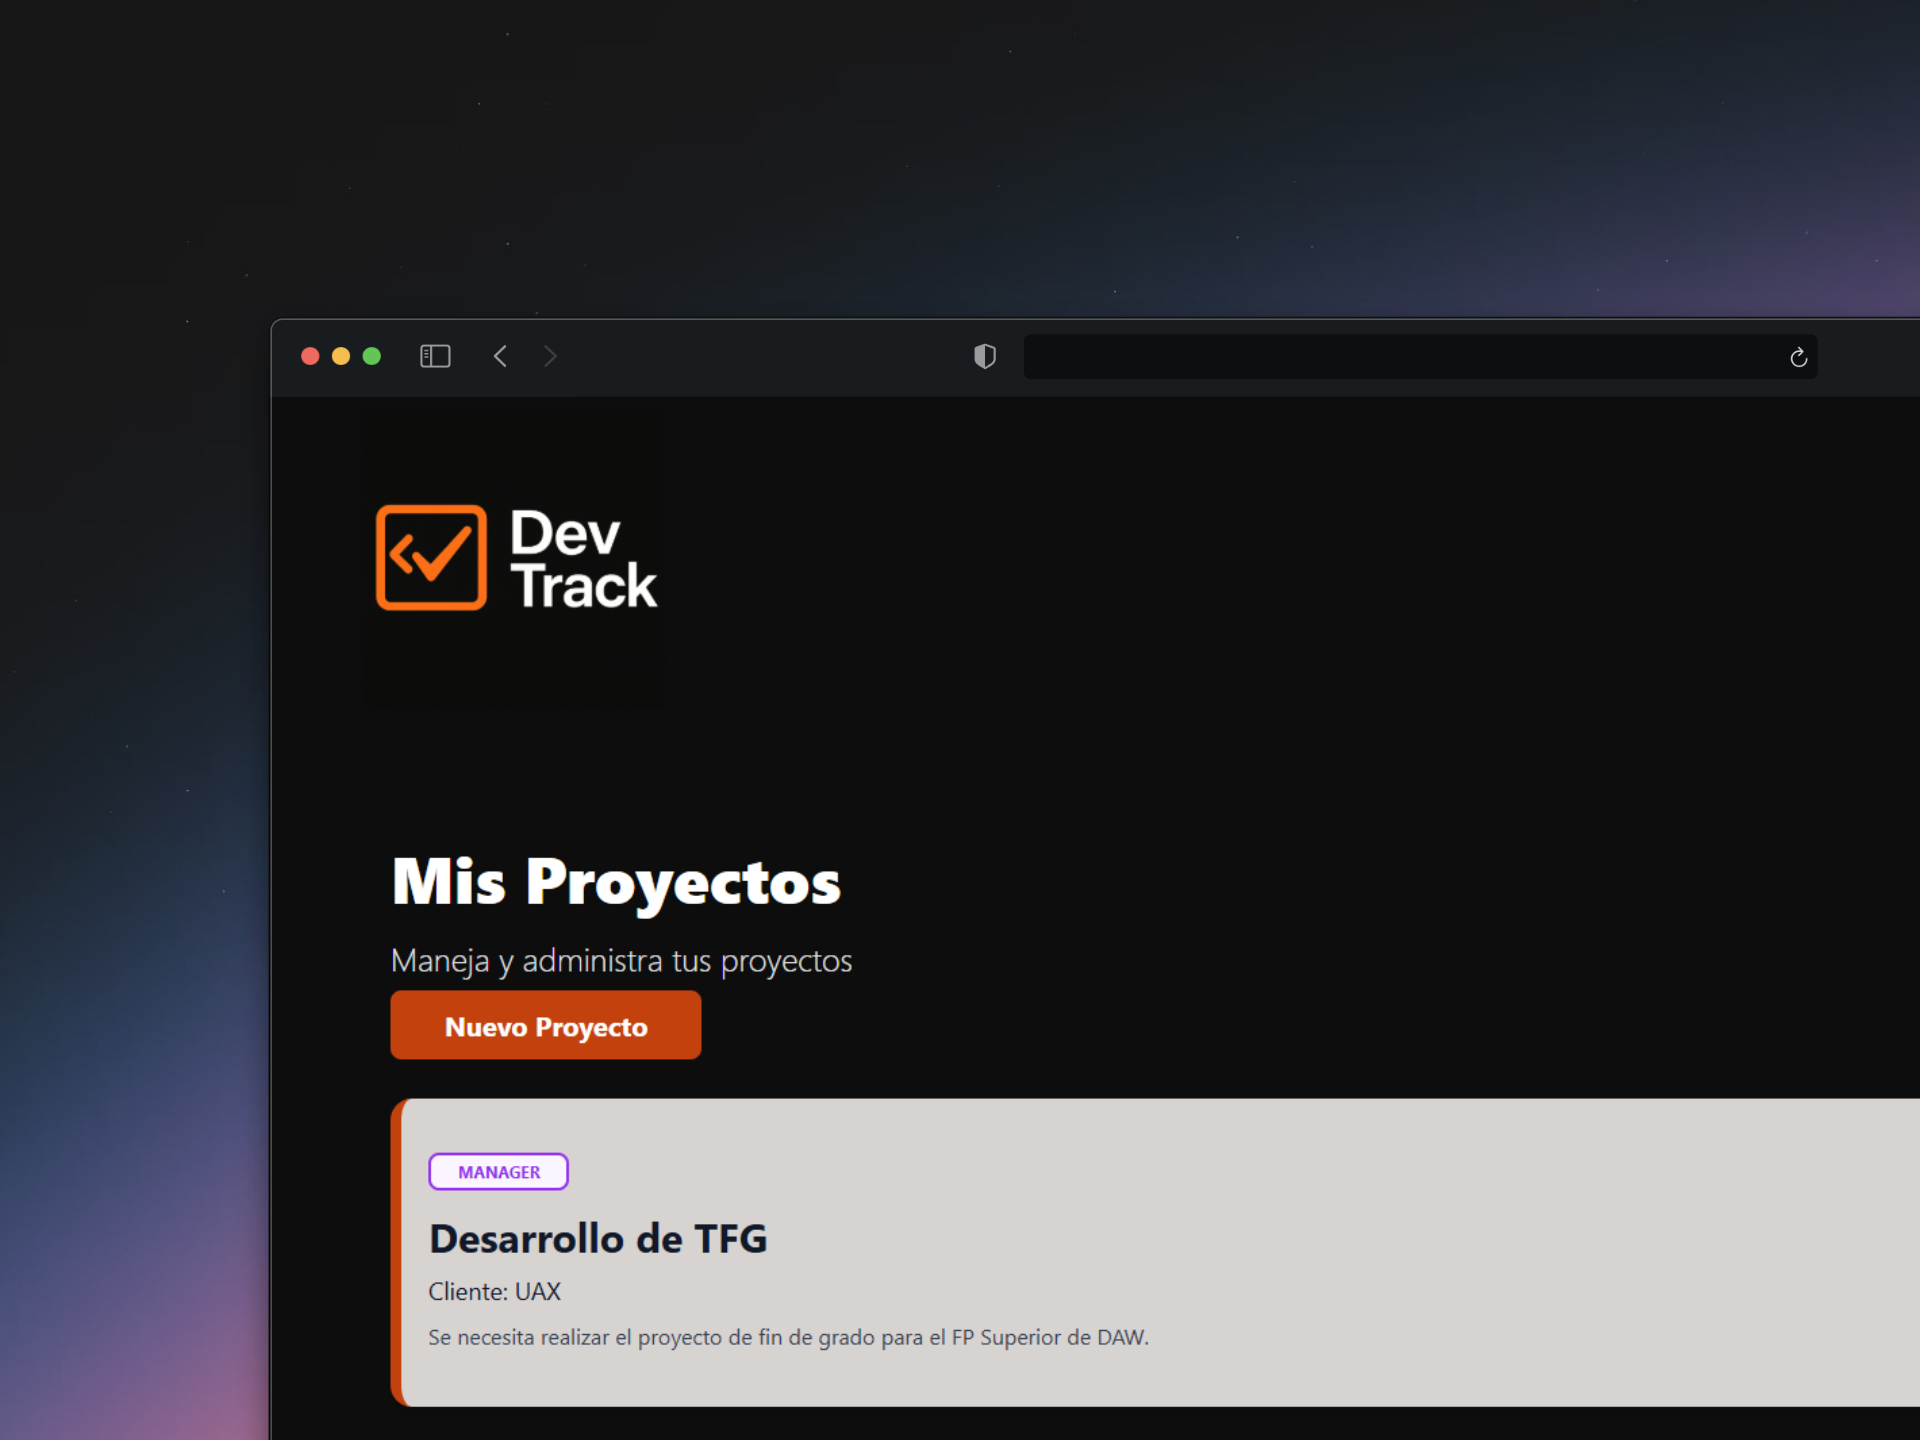 Dev
Track
Mis Proyectos
Maneja y administra tus proyectos
Nuevo Proyecto
MANAGER
Desarrollo de TFG
Cliente: UAX
Se necesita realizar el proyecto de fin de grado para el FP Superior de DAW.